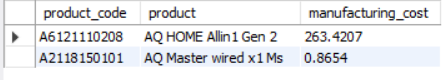 product_code product manufacturing_cost
A6121110208 AQ HOME Allin1 Gen 2 263.4207
A2118150101 AQ Master wired x1 Ms 0.8654